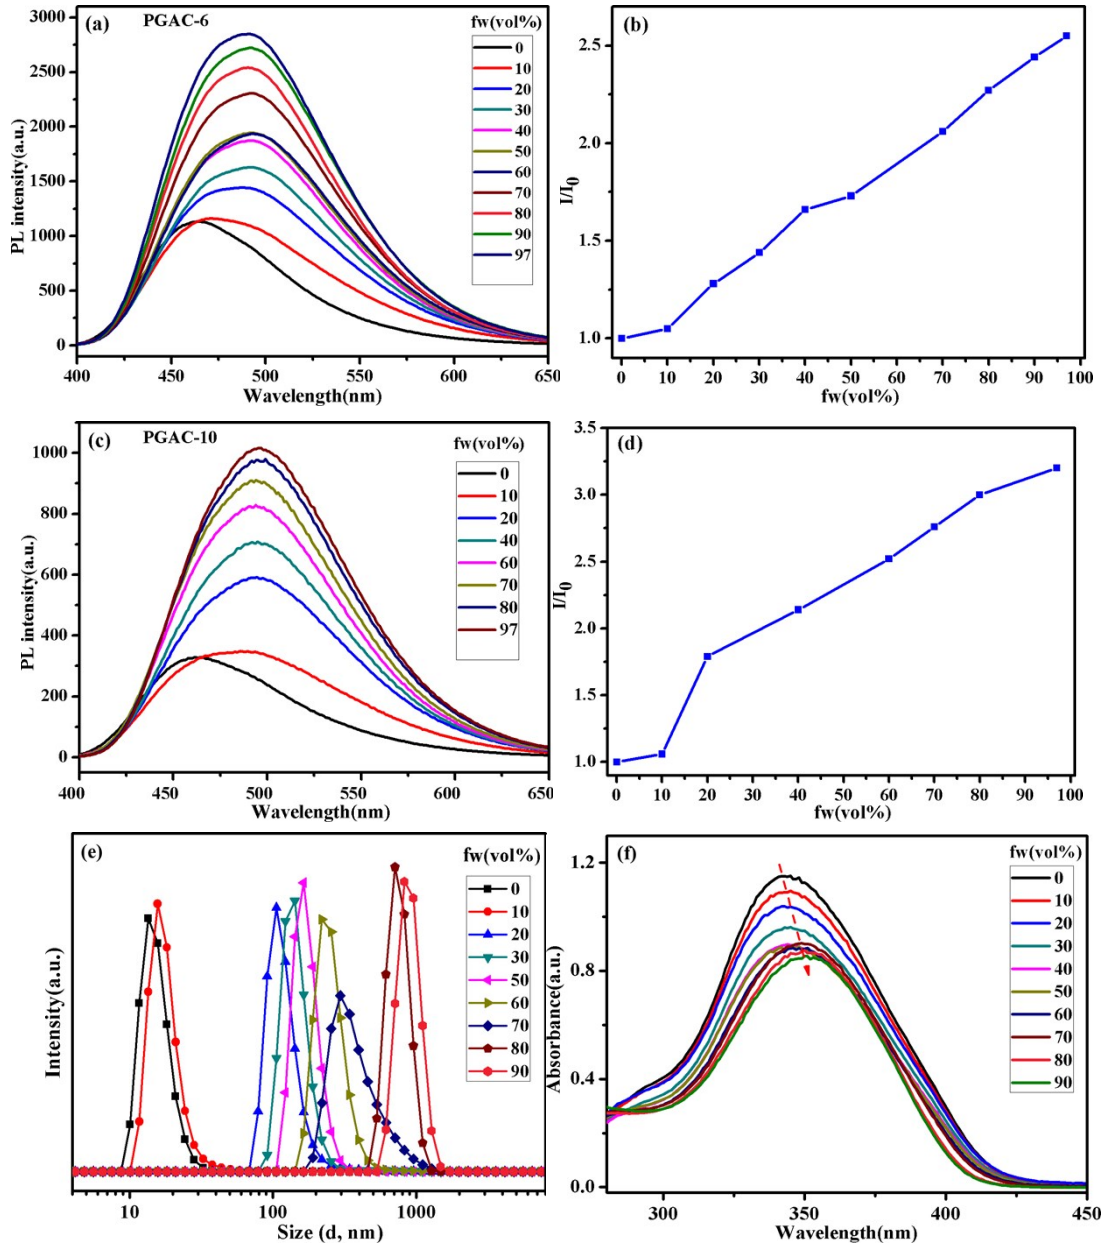 (a)
PGAC-6
fw(vol%)
0
10
20
30
40
50
60
70
80
90
97
3000
2500
2000
1500
1000
500
0
PL intensity(a.u.)
400 450 500 550 600 650
Wavelength(nm)
(b)
2.5
2.0
1.5
1.0
I/I0
0 10 20 30 40 50 60 70 80 90 100
fw(vol%)
(c)
PGAC-10
fw(vol%)
0
10
20
40
60
70
80
97
1000
800
600
400
200
0
PL intensity(a.u.)
400 450 500 550 600 650
Wavelength(nm)
(d)
3.5
3.0
2.5
2.0
1.5
1.0
I/I0
0 10 20 30 40 50 60 70 80 90 100
fw(vol%)
(e)
fw(vol%)
0
10
20
30
50
60
70
80
90
Intensity(a.u.)
10 100 1000
Size (d, nm)
(f)
fw(vol%)
0
10
20
30
40
50
60
70
80
90
1.2
0.8
0.4
0.0
Absorbance(a.u.)
300 350 400 450
Wavelength(nm)